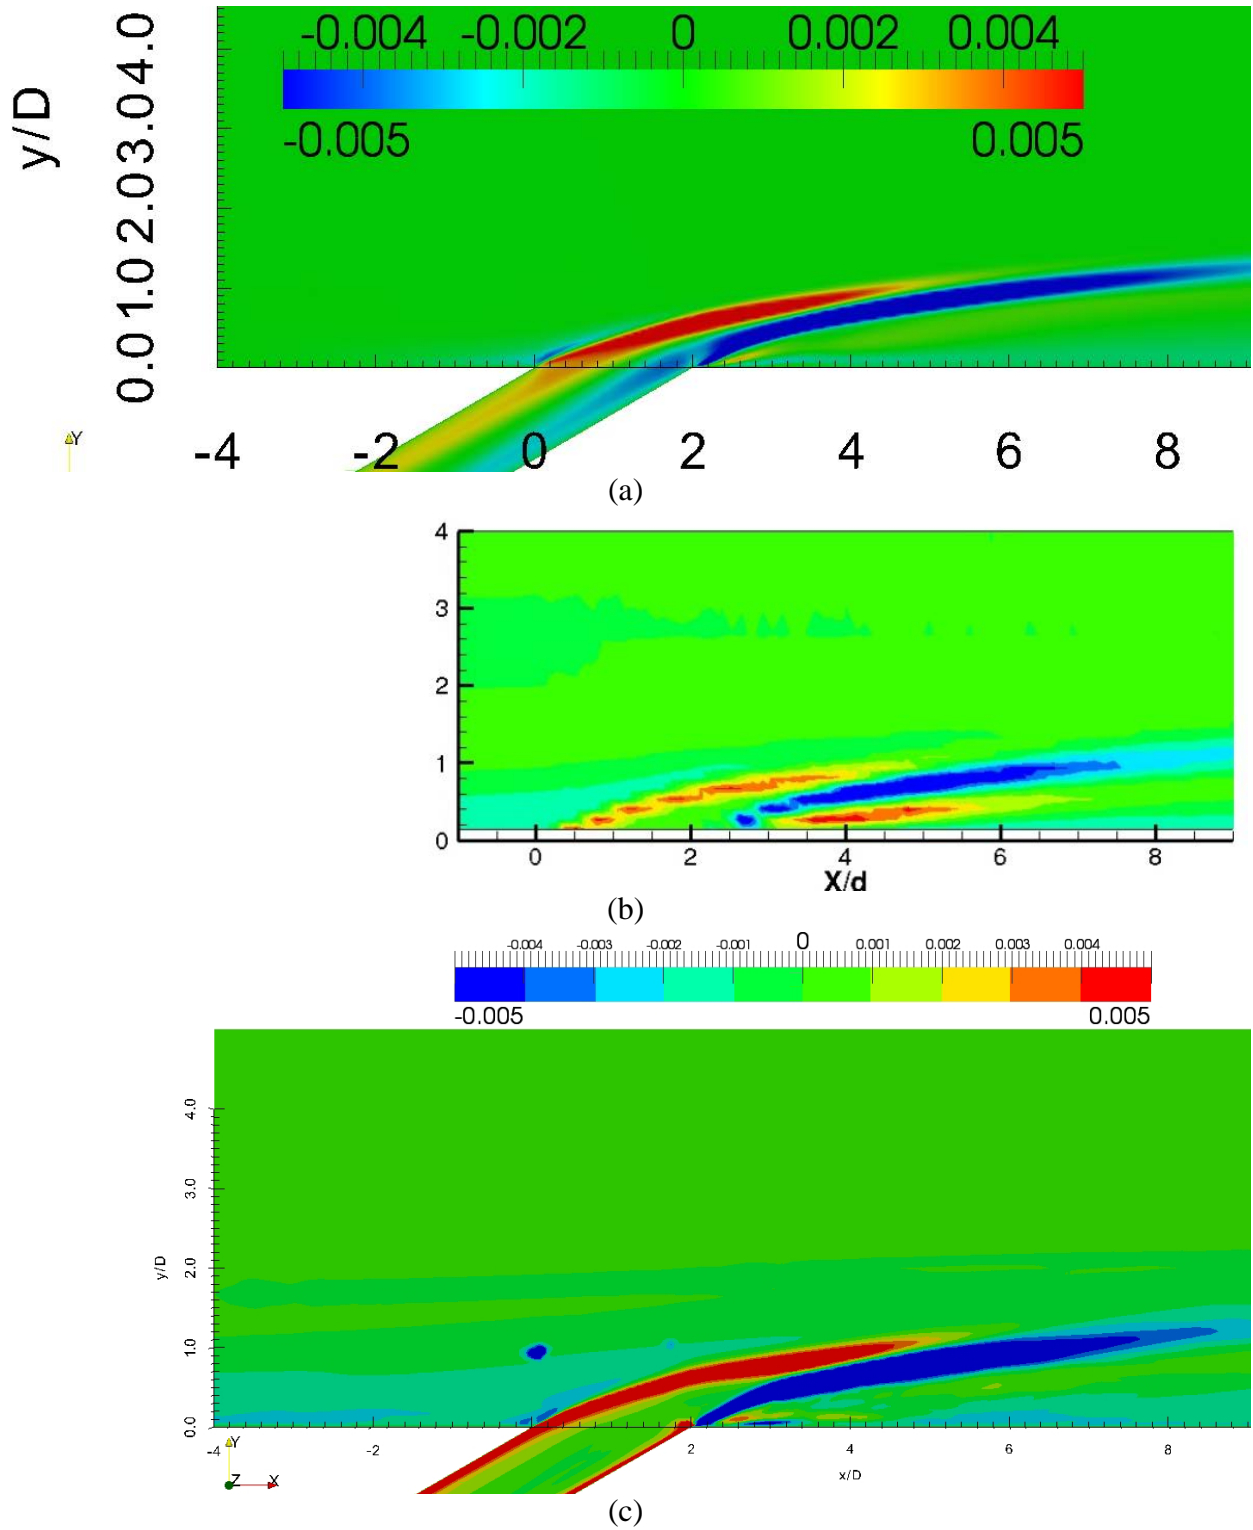 -0.004 -0.002 0 0.002 0.004
-0.005 0.005
y/D
0.0 1.0 2.0 3.0 4.0
Y
-4 -2 0 2 4 6 8
(a)
4
3
2
1
0
0 2 4 6 8
X/d
(b)
-0.004 -0.003 -0.002 -0.001 0 0.001 0.002 0.003 0.004
-0.005 0.005
4.0
3.0
y/D
2.0
1.0
0.0
-4 -2 2 4 6 8
Y
Z X
x/D
(c)